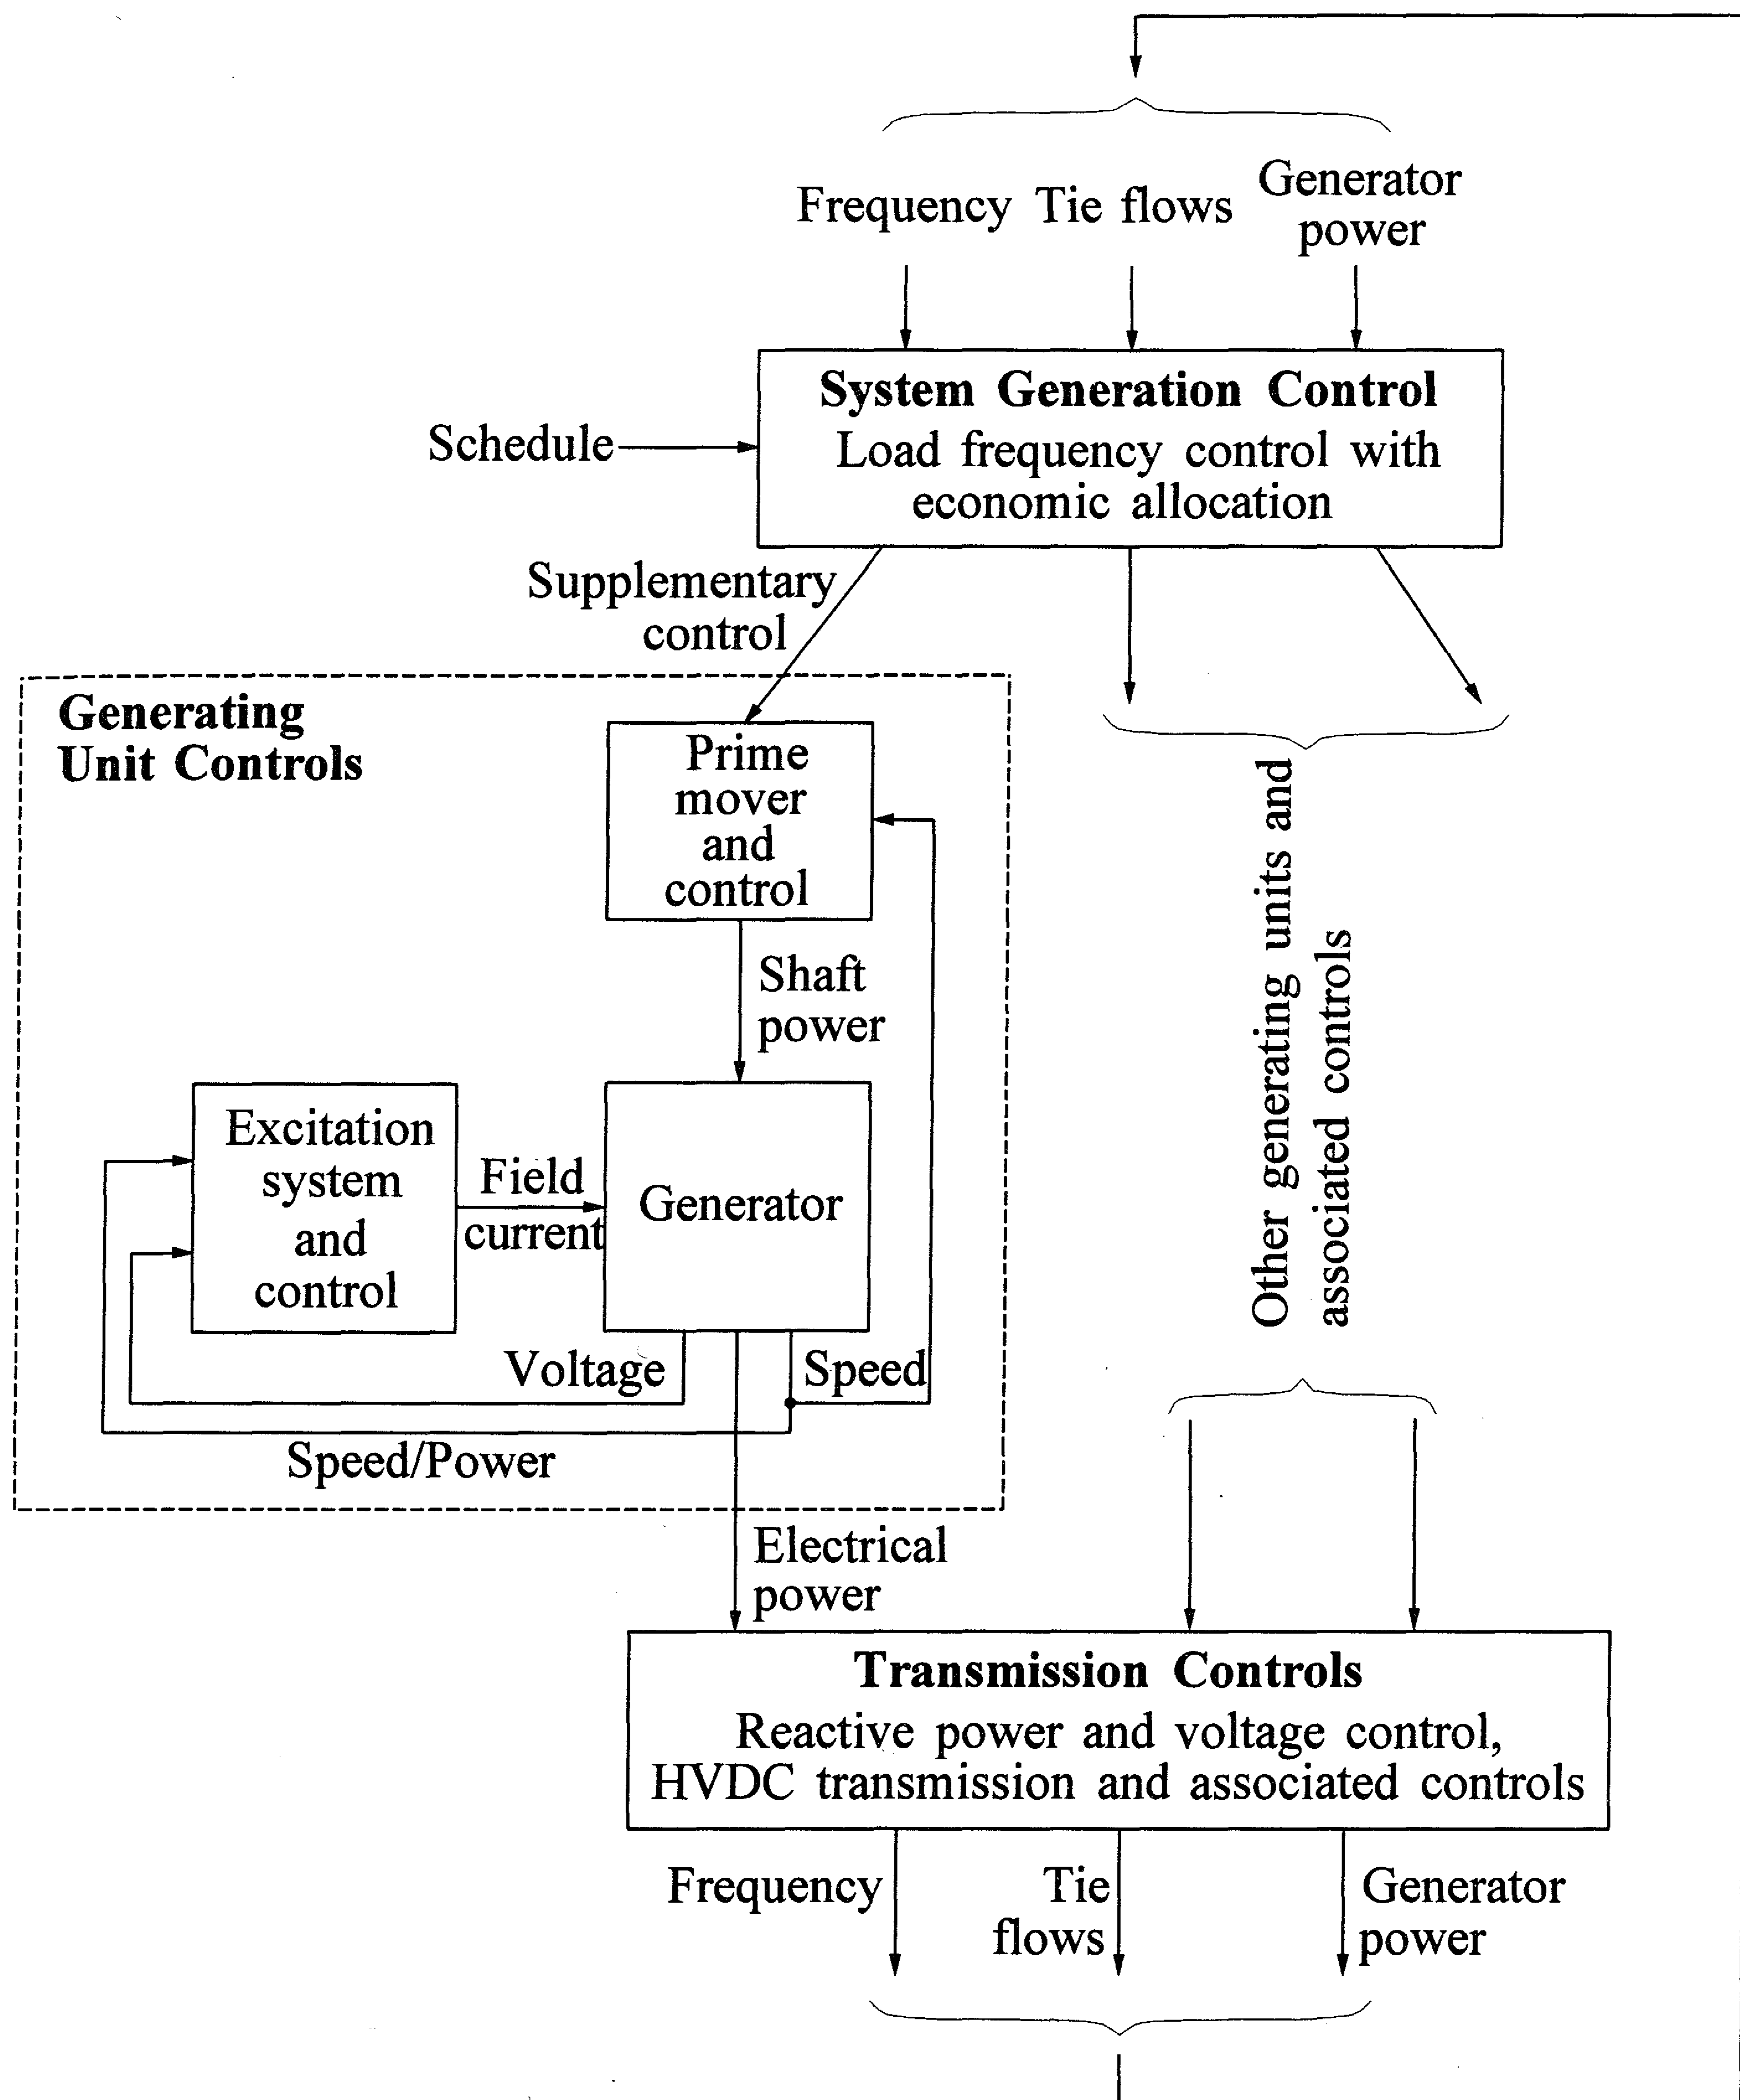 Frequency Tie flows Generator
power
System Generation Control
Load frequency control with
economic allocation
Schedule
Supplementary
control
Generating
Unit Controls
Prime
mover
and
control
Shaft
power
Excitation
system
and
control
Field
current
Generator
Voltage
Speed
Speed/Power
Other generating units and
associated controls
Electrical
power
Transmission Controls
Reactive power and voltage control,
HVDC transmission and associated controls
Frequency
Tie
flows
Generator
power